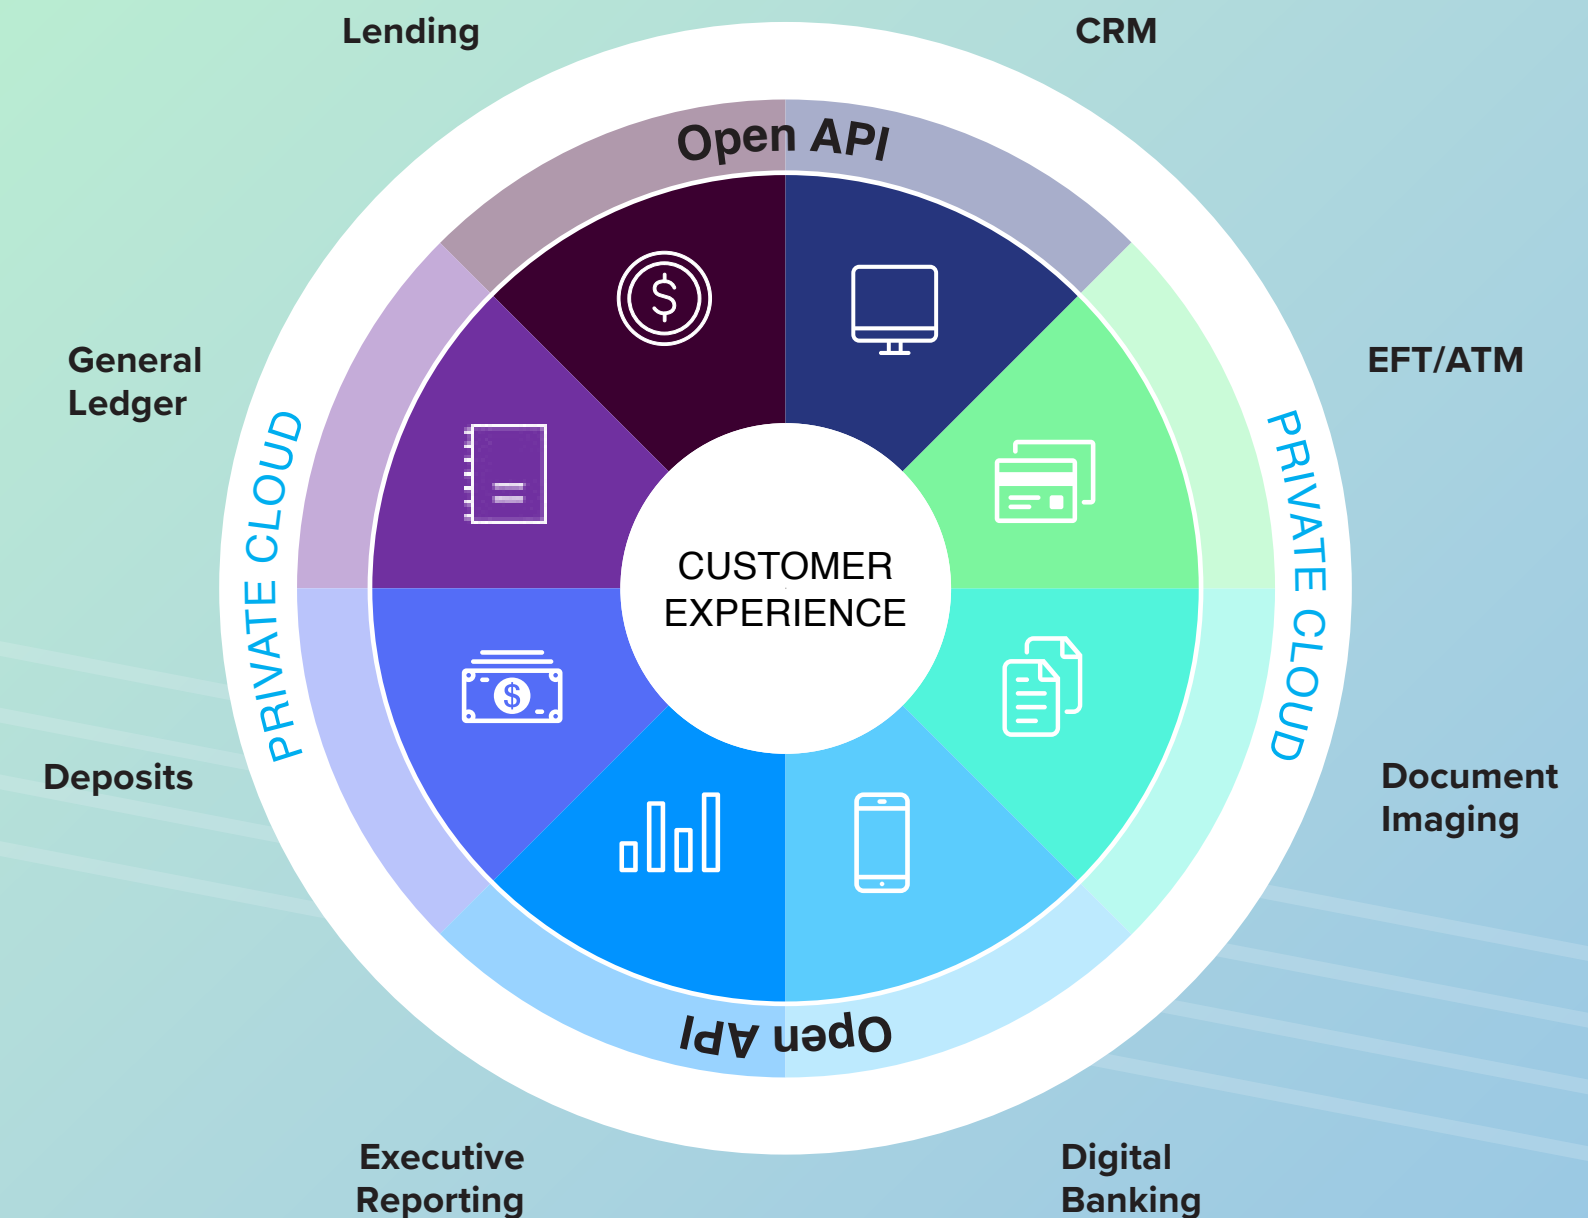 Lending
CRM
Open API
General
Ledger
EFT/ATM
PRIVATE CLOUD
PRIVATE CLOUD
$
CUSTOMER
EXPERIENCE
$
Deposits
Document
Imaging
Open API
Executive
Reporting
Digital
Banking